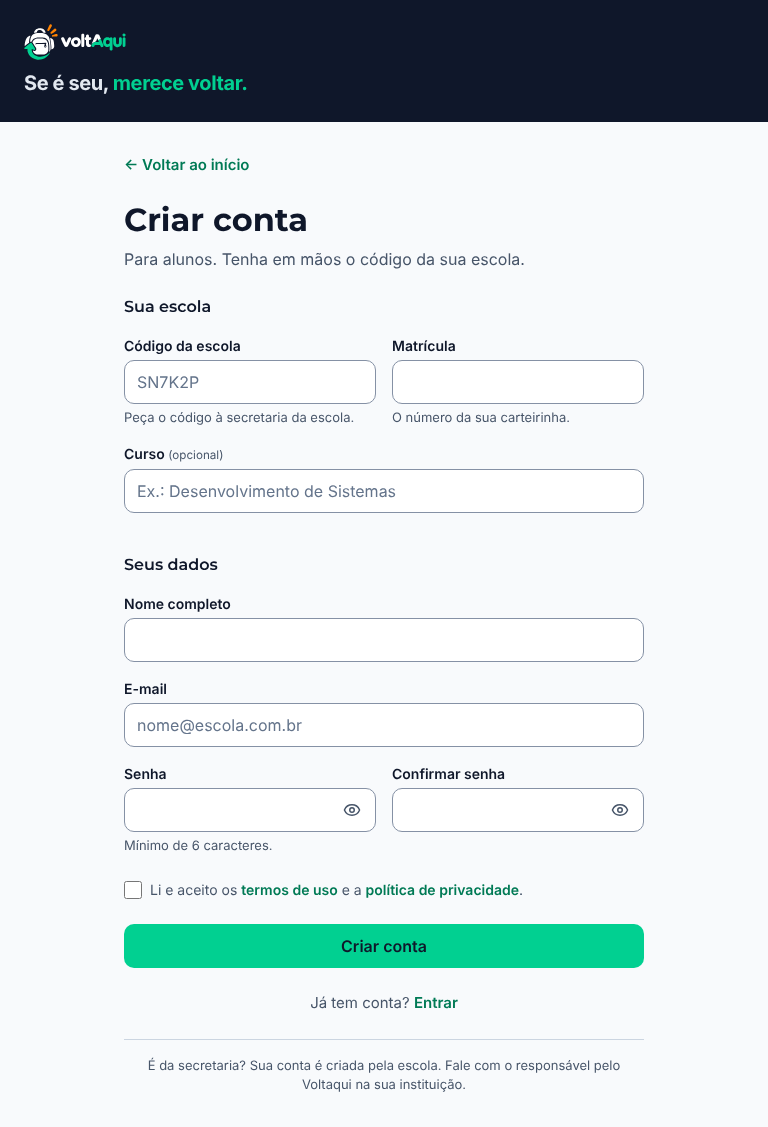 voltAqui
Se é seu, merece voltar.
← Voltar ao início
Criar conta
Para alunos. Tenha em mãos o código da sua escola.
Sua escola
Código da escola
SN7K2P
Peça o código à secretaria da escola.
Matrícula
O número da sua carteirinha.
Curso (opcional)
Ex.: Desenvolvimento de Sistemas
Seus dados
Nome completo
E-mail
nome@escola.com.br
Senha
Mínimo de 6 caracteres.
Confirmar senha
Li e aceito os termos de uso e a política de privacidade.
Criar conta
Já tem conta? Entrar
É da secretaria? Sua conta é criada pela escola. Fale com o responsável pelo
Voltaqui na sua instituição.